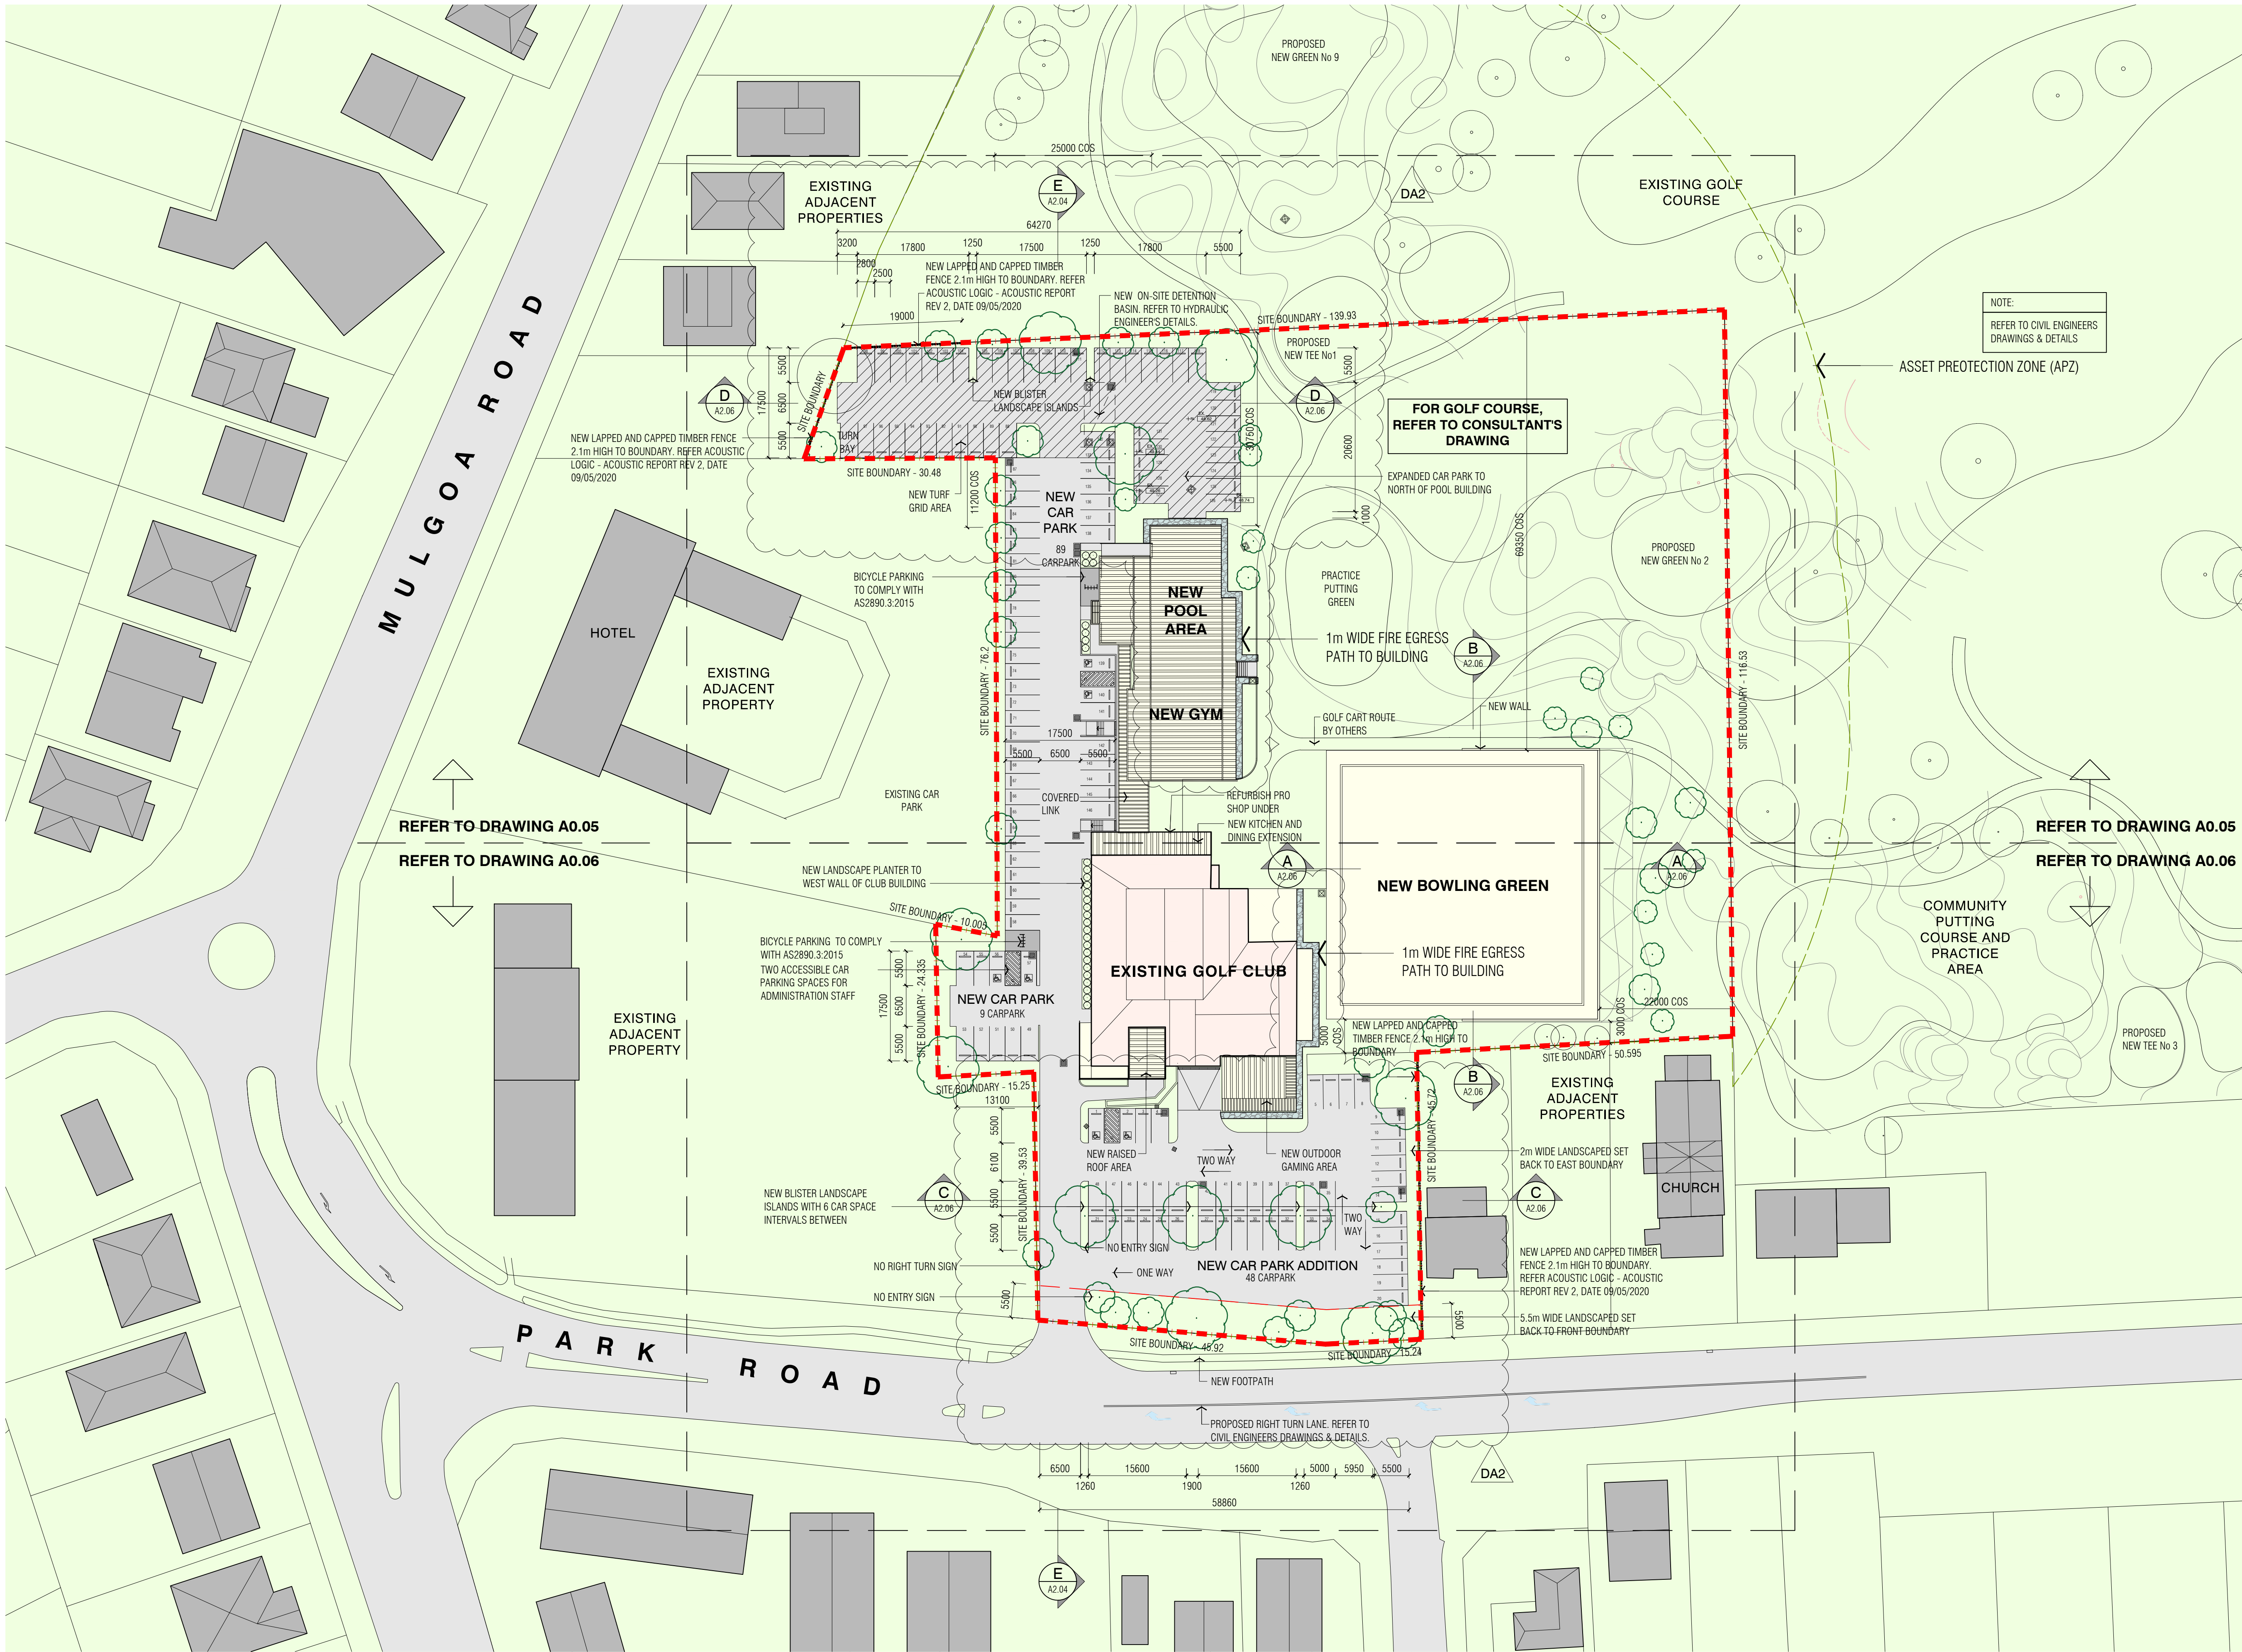 PROPOSED
NEW GREEN No 9
25000 COS
EXISTING
ADJACENT
PROPERTIES
E
A2.04
DA2
EXISTING GOLF
COURSE
64270
3200
17800
1250
17500
1250
17800
5500
2800
2500
NEW LAPPED AND CAPPED TIMBER
FENCE 2.1m HIGH TO BOUNDARY. REFER
ACOUSTIC LOGIC - ACOUSTIC REPORT
REV 2, DATE 09/05/2020
19000
NEW ON-SITE DETENTION
BASIN. REFER TO HYDRAULIC
ENGINEER'S DETAILS.
SITE BOUNDARY - 139.93
PROPOSED
NEW TEE No1
NOTE:
REFER TO CIVIL ENGINEERS
DRAWINGS & DETAILS
ASSET PREOTECTION ZONE (APZ)
MULGOA ROAD
17500
5500
6500
5500
SITE BOUNDARY
D
A2.06
NEW BLISTER
LANDSCAPE ISLANDS
D
A2.06
5500
20600
1000
FOR GOLF COURSE,
REFER TO CONSULTANT'S
DRAWING
NEW LAPPED AND CAPPED TIMBER FENCE
2.1m HIGH TO BOUNDARY. REFER ACOUSTIC
LOGIC - ACOUSTIC REPORT REV 2, DATE
09/05/2020
TURN
BAY
SITE BOUNDARY - 30.48
NEW TURF
GRID AREA
11200 COS
EXPANDED CAR PARK TO
NORTH OF POOL BUILDING
NEW
CAR
PARK
89
CARPARK
69350 COS
PROPOSED
NEW GREEN No 2
BICYCLE PARKING
TO COMPLY WITH
AS2890.3:2015
PRACTICE
PUTTING
GREEN
NEW
POOL
AREA
HOTEL
1m WIDE FIRE EGRESS
PATH TO BUILDING
B
A2.06
EXISTING
ADJACENT
PROPERTY
SITE BOUNDARY - 76.2
SITE BOUNDARY - 116.53
NEW GYM
NEW WALL
GOLF CART ROUTE
BY OTHERS
17500
5500
6500
5500
EXISTING CAR
PARK
COVERED
LINK
REFURBISH PRO
SHOP UNDER
NEW KITCHEN AND
DINING EXTENSION
REFER TO DRAWING A0.05
REFER TO DRAWING A0.06
REFER TO DRAWING A0.05
REFER TO DRAWING A0.06
NEW LANDSCAPE PLANTER TO
WEST WALL OF CLUB BUILDING
A
A2.06
NEW BOWLING GREEN
A
A2.06
SITE BOUNDARY - 10.005
COMMUNITY
PUTTING
COURSE AND
PRACTICE
AREA
BICYCLE PARKING TO COMPLY
WITH AS2890.3:2015
TWO ACCESSIBLE CAR
PARKING SPACES FOR
ADMINISTRATION STAFF
17500
5500
6500
5500
SITE BOUNDARY - 24.335
NEW CAR PARK
9 CARPARK
EXISTING GOLF CLUB
1m WIDE FIRE EGRESS
PATH TO BUILDING
EXISTING
ADJACENT
PROPERTY
22000 COS
3000 COS
5000
COS
NEW LAPPED AND CAPPED
TIMBER FENCE 2.1m HIGH TO
BOUNDARY
PROPOSED
NEW TEE No 3
SITE BOUNDARY - 50.595
EXISTING
ADJACENT
PROPERTIES
B
A2.06
SITE BOUNDARY - 15.25
13100
5500
6100
5500
5500
SITE BOUNDARY - 39.53
SITE BOUNDARY - 45.72
NEW RAISED
ROOF AREA
TWO WAY
NEW OUTDOOR
GAMING AREA
2m WIDE LANDSCAPED SET
BACK TO EAST BOUNDARY
CHURCH
NEW BLISTER LANDSCAPE
ISLANDS WITH 6 CAR SPACE
INTERVALS BETWEEN
C
A2.06
C
A2.06
TWO
WAY
NO ENTRY SIGN
NO RIGHT TURN SIGN
ONE WAY
NEW CAR PARK ADDITION
48 CARPARK
NO ENTRY SIGN
5500
NEW LAPPED AND CAPPED TIMBER
FENCE 2.1m HIGH TO BOUNDARY.
REFER ACOUSTIC LOGIC - ACOUSTIC
REPORT REV 2, DATE 09/05/2020
5500
5.5m WIDE LANDSCAPED SET
BACK TO FRONT BOUNDARY
PARK ROAD
SITE BOUNDARY - 45.92
SITE BOUNDARY - 15.24
NEW FOOTPATH
PROPOSED RIGHT TURN LANE. REFER TO
CIVIL ENGINEERS DRAWINGS & DETAILS.
6500
15600
15600
5000
5950
5500
1260
1900
1260
58860
DA2
E
A2.04